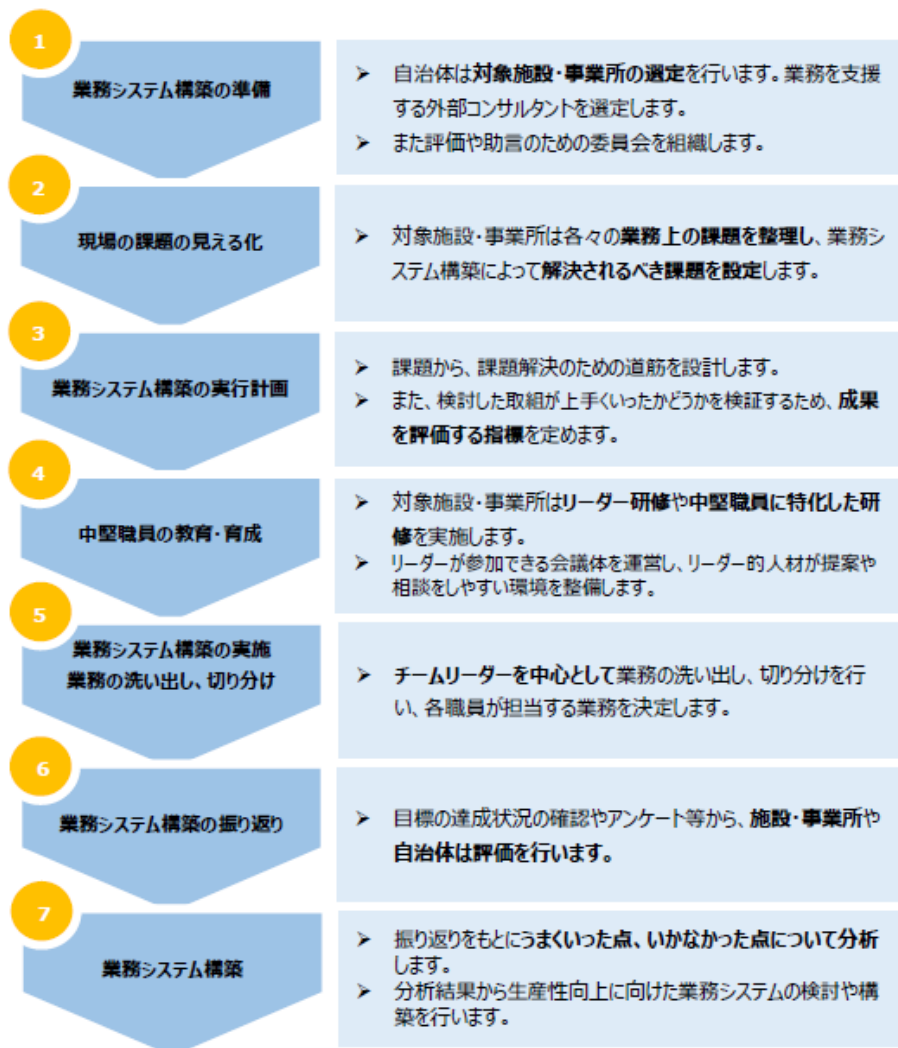 1
業務システム構築の準備
➢ 自治体は対象施設・事業所の選定を行います。業務を支援
する外部コンサルタントを選定します。
➢ また評価や助言のための委員会を組織します。
2
現場の課題の見える化
➢ 対象施設・事業所は各々の業務上の課題を整理し、業務シ
ステム構築によって解決されるべき課題を設定します。
3
業務システム構築の実行計画
➢ 課題から、課題解決のための道筋を設計します。
➢ また、検討した取組が上手くいったかどうかを検証するため、成果
を評価する指標を定めます。
4
中堅職員の教育・育成
➢ 対象施設・事業所はリーダー研修や中堅職員に特化した研
修を実施します。
➢ リーダーが参加できる会議体を運営し、リーダー的人材が提案や
相談をしやすい環境を整備します。
5
業務システム構築の実施
業務の洗い出し、切り分け
➢ チームリーダーを中心として業務の洗い出し、切り分けを行
い、各職員が担当する業務を決定します。
6
業務システム構築の振り返り
➢ 目標の達成状況の確認やアンケート等から、施設・事業所や
自治体は評価を行います。
7
業務システム構築
➢ 振り返りをもとにうまくいった点、いかなかった点について分析
します。
➢ 分析結果から生産性向上に向けた業務システムの検討や構
築を行います。